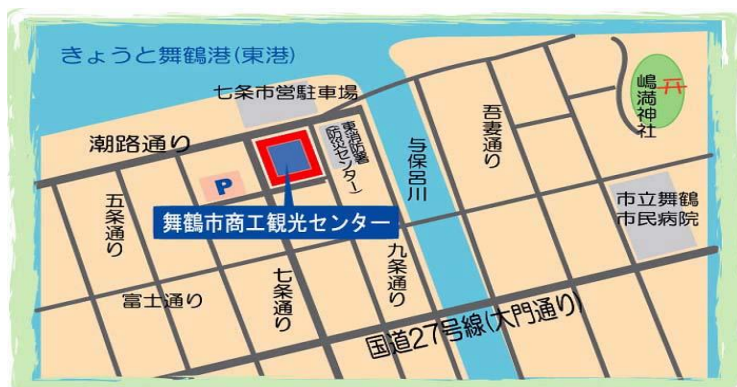 きょうと舞鶴港(東港)
七条市営駐車場
潮路通り
東消防署
(防災センター)
P
舞鶴市商工観光センター
五条通り
富士通り
七条通り
九条通り
与保呂川
吾妻通り
嶋満神社
市立舞鶴
市民病院
国道27号線(大門通り)